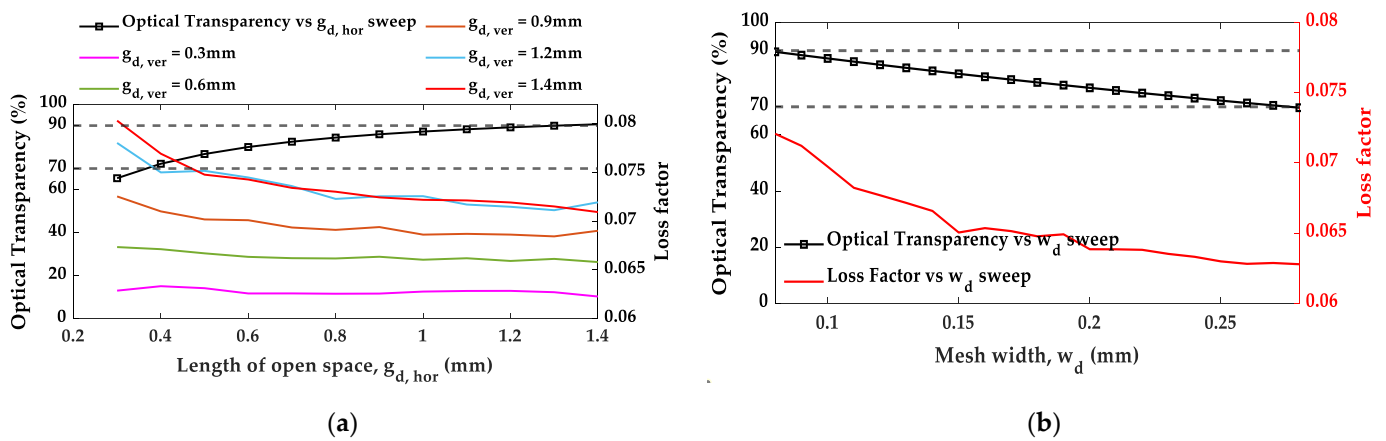 Optical Transparency vs g_d, hor sweep
g_d, ver = 0.3mm
g_d, ver = 0.6mm
g_d, ver = 0.9mm
g_d, ver = 1.2mm
g_d, ver = 1.4mm
Optical Transparency (%)
100
90
70
60
40
20
0
0.2
0.4
0.6
0.8
1
1.2
1.4
Length of open space, g_d, hor (mm)
0.08
0.075
0.07
0.065
0.06
Loss factor
(a)
Optical Transparency (%)
100
90
70
60
40
20
0
Optical Transparency vs w_d sweep
Loss Factor vs w_d sweep
0.1
0.15
0.2
0.25
Mesh width, w_d (mm)
0.08
0.075
0.07
0.065
0.06
Loss factor
(b)